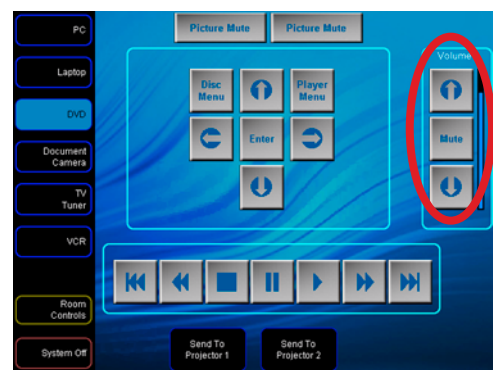 PC
Laptop
DVD
Document
Camera
TV
Tuner
VCR
Room
Controls
System Off
Picture Mute
Picture Mute
Disc
Menu
Player
Menu
Enter
Volume
Mute
Send To
Projector 1
Send To
Projector 2